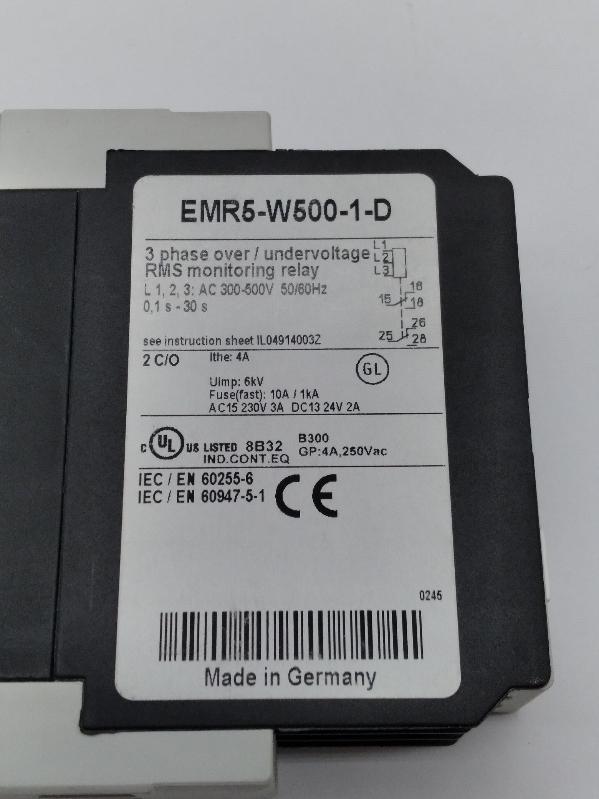 EMR5-W500-1-D
3 phase over / undervoltage
RMS monitoring relay
L 1, 2, 3: AC 300-500V 50/60Hz
0,1 s - 30 s
see instruction sheet IL04914003Z
L1
L2
L3
15 16
18
25 26
28
2 C/O Ithe: 4A
Uimp: 6kV
Fuse(fast): 10A / 1kA
AC15 230V 3A DC13 24V 2A
GL
C UL US LISTED 8B32
IND.CONT.EQ
B300
GP:4A,250Vac
IEC / EN 60255-6
IEC / EN 60947-5-1
CE
0245
Made in Germany